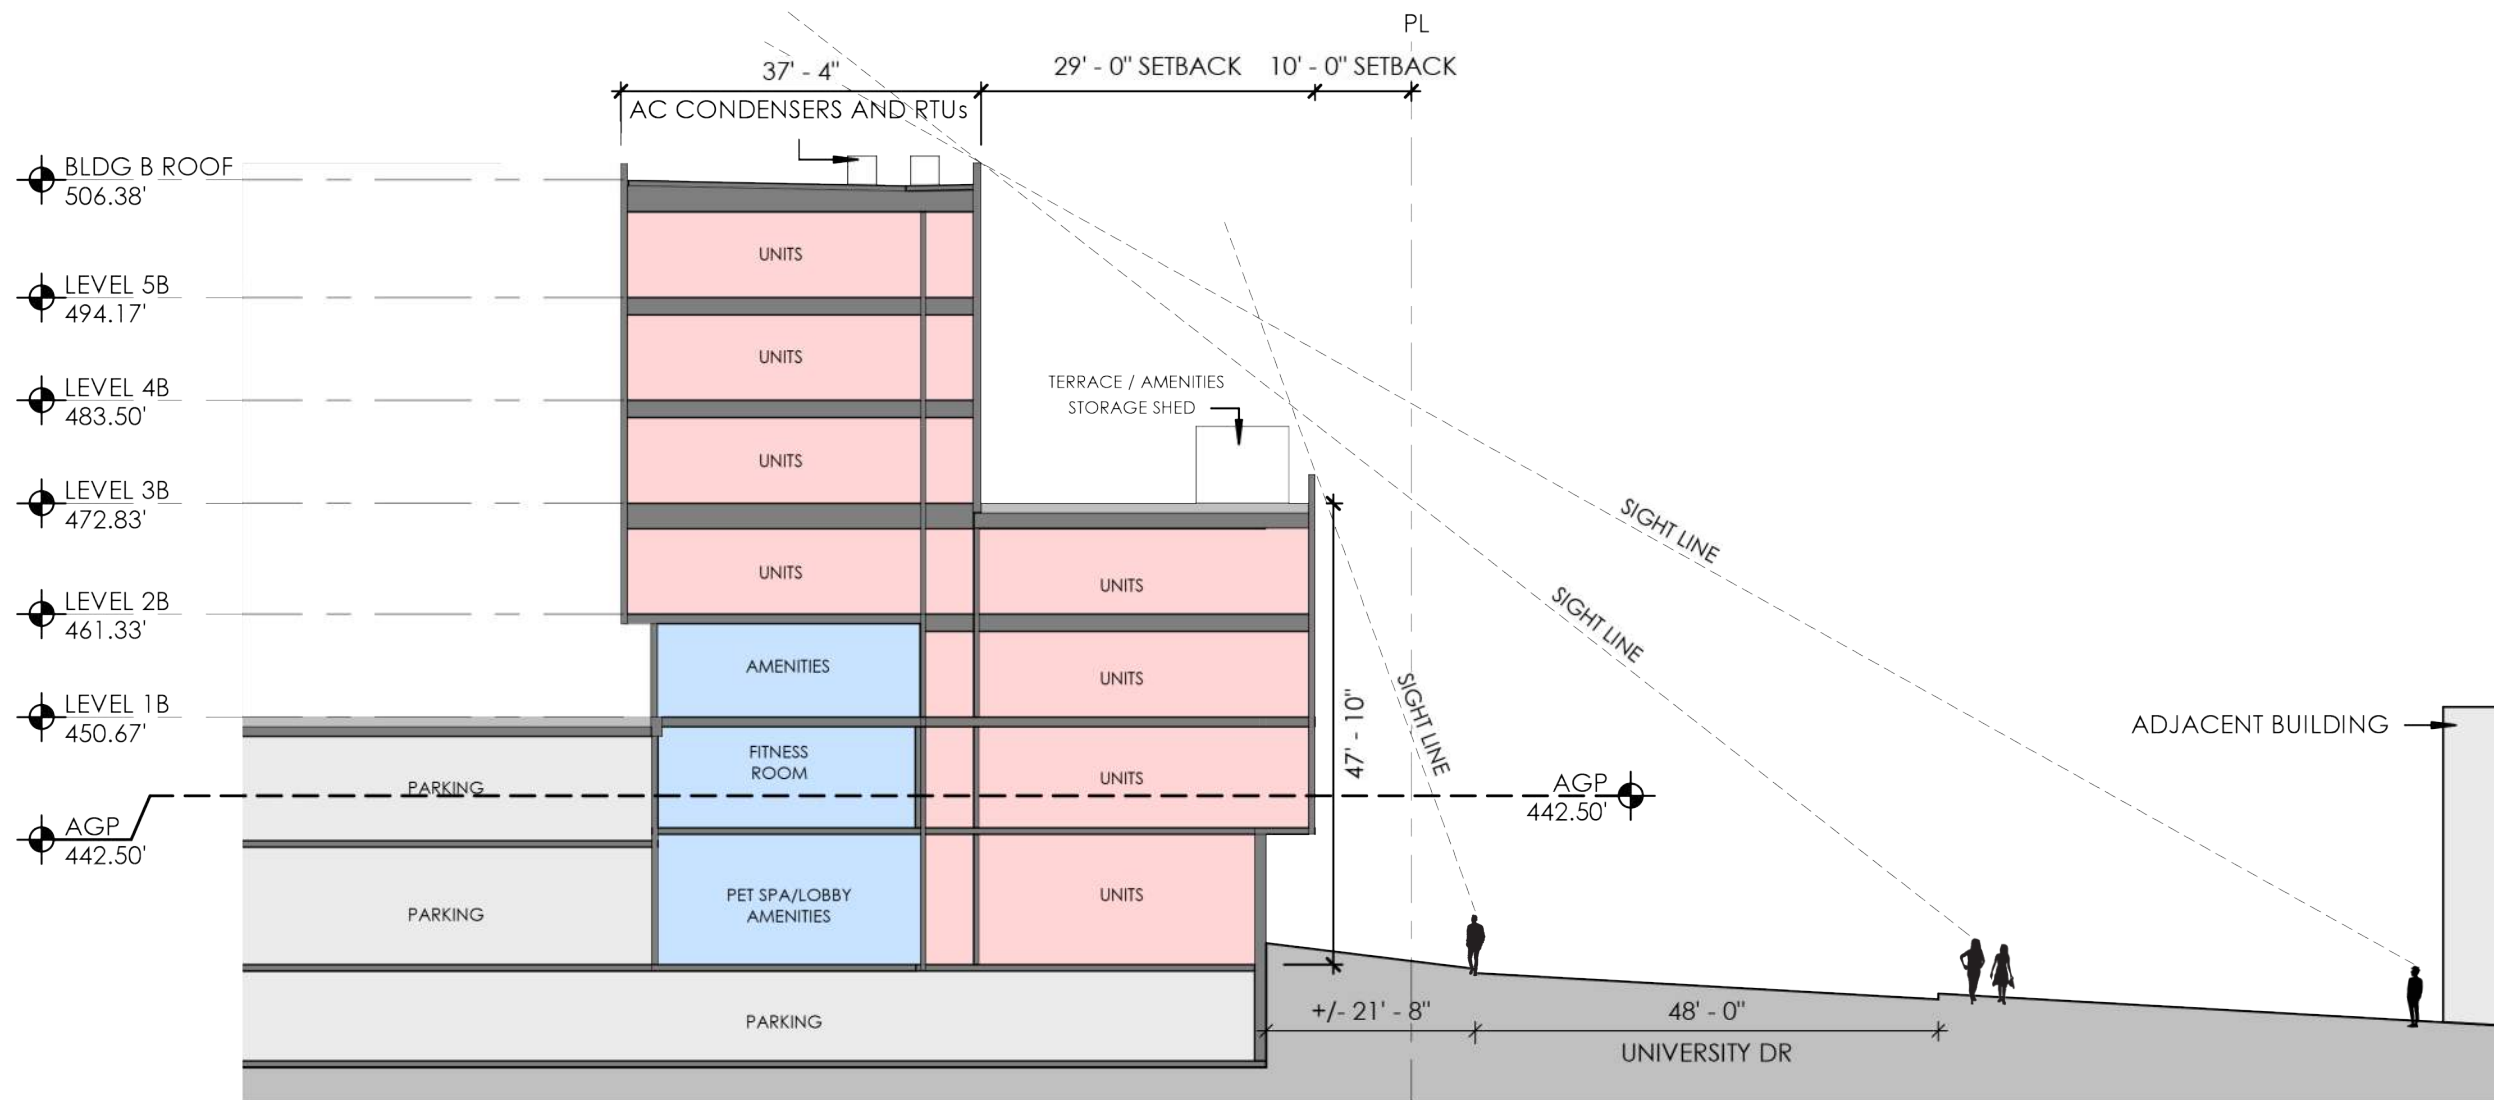 PL
37' - 4"
29' - 0" SETBACK
10' - 0" SETBACK
AC CONDENSERS AND RTUs
BLDG B ROOF
506.38'
UNITS
LEVEL 5B
494.17'
UNITS
LEVEL 4B
483.50'
TERRACE / AMENITIES
STORAGE SHED
UNITS
LEVEL 3B
472.83'
SIGHT LINE
UNITS
UNITS
LEVEL 2B
461.33'
SIGHT LINE
AMENITIES
UNITS
LEVEL 1B
450.67'
SIGHT LINE
47' - 10"
ADJACENT BUILDING
FITNESS
ROOM
UNITS
PARKING
AGP
442.50'
AGP
442.50'
PARKING
PET SPA/LOBBY
AMENITIES
UNITS
PARKING
+/- 21' - 8"
48' - 0"
UNIVERSITY DR